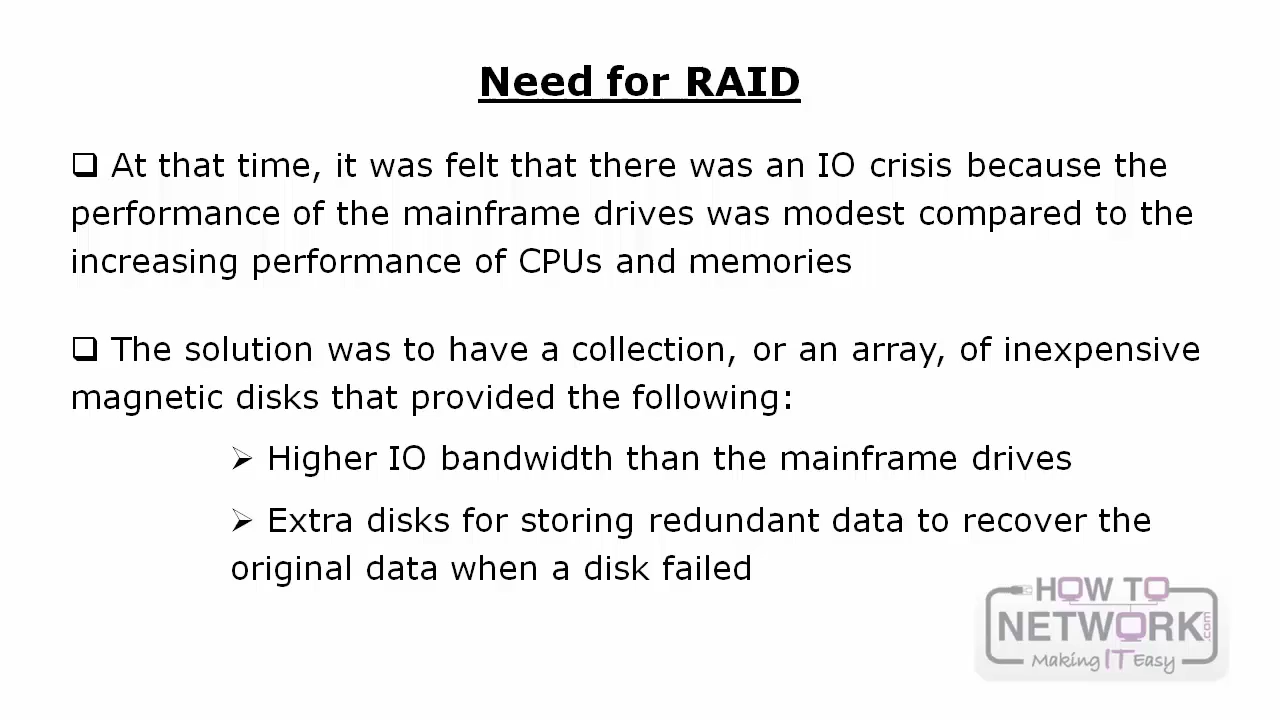 Need for RAID
❑ At that time, it was felt that there was an IO crisis because the
performance of the mainframe drives was modest compared to the
increasing performance of CPUs and memories
❑ The solution was to have a collection, or an array, of inexpensive
magnetic disks that provided the following:
➢ Higher IO bandwidth than the mainframe drives
➢ Extra disks for storing redundant data to recover the
original data when a disk failed
HOW TO
NETWORK.com
Making IT Easy